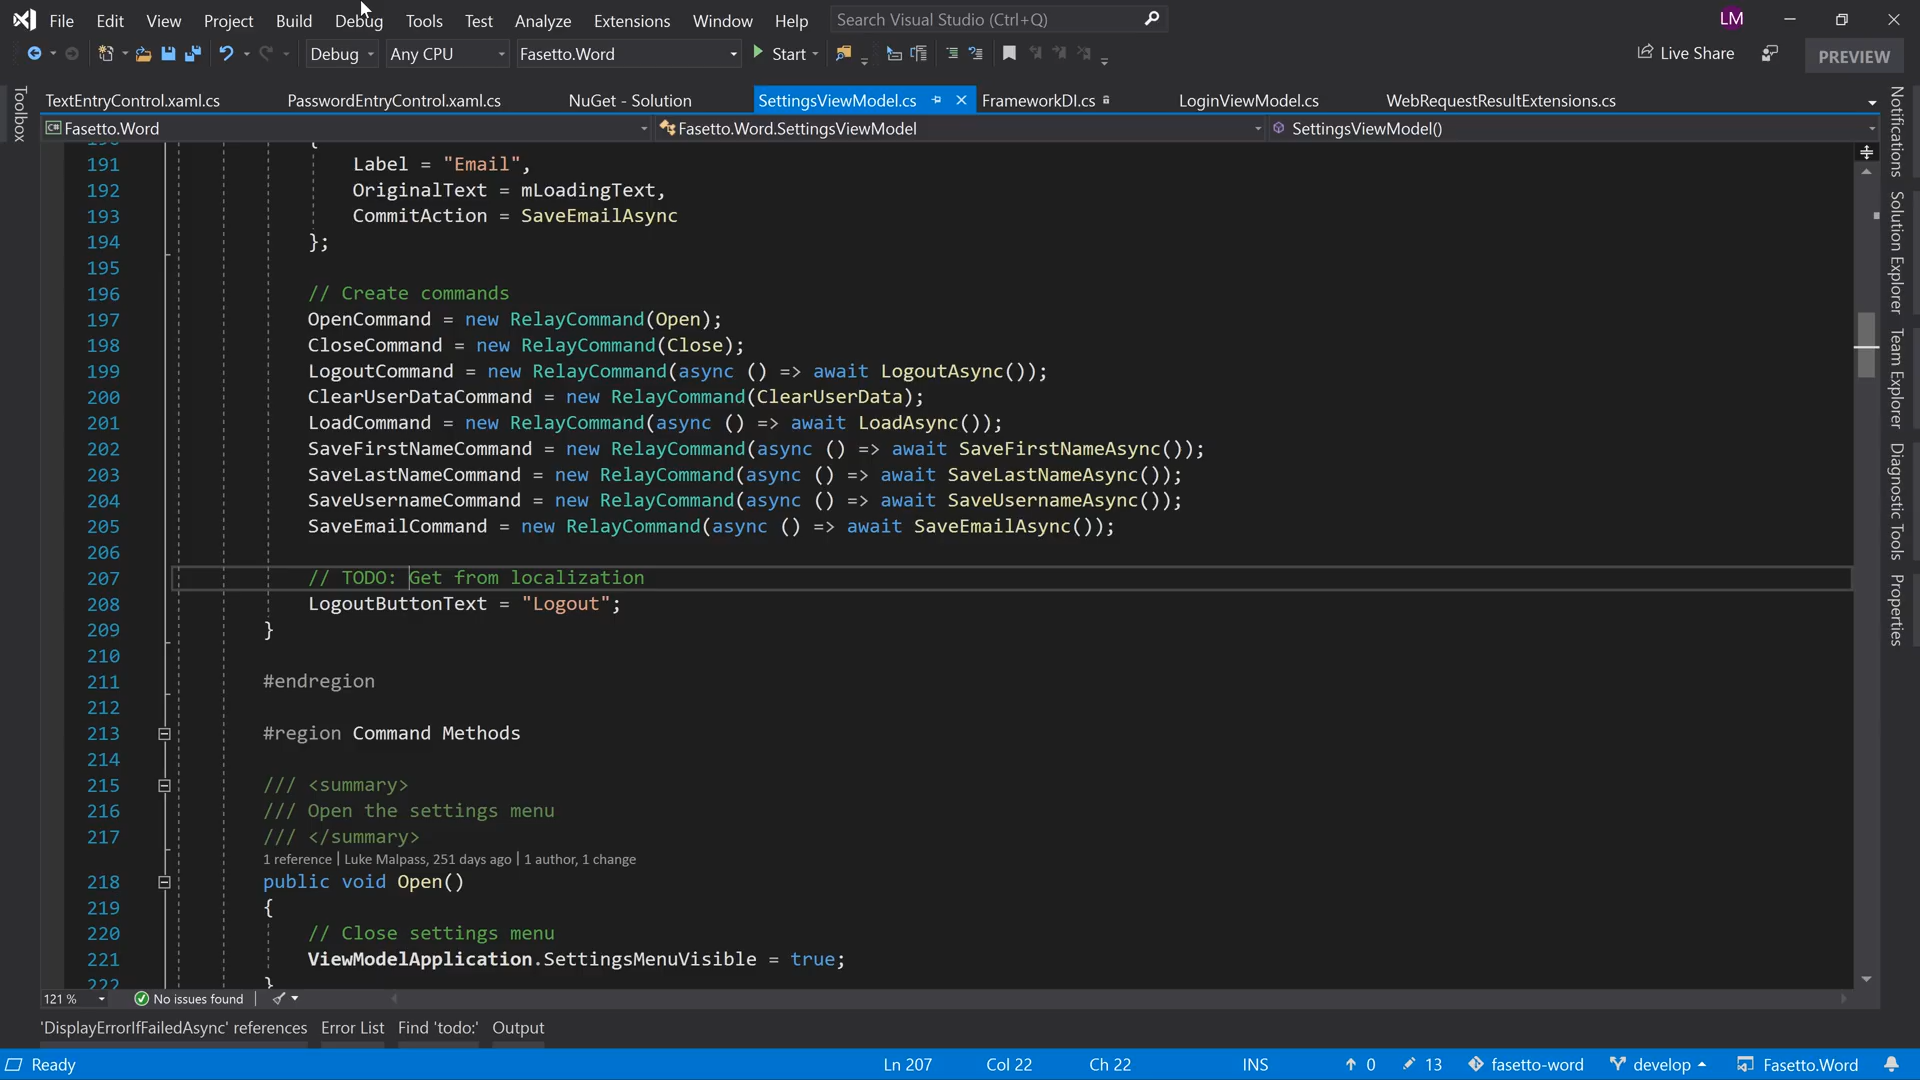 File Edit View Project Build Debug Tools Test Analyze Extensions Window Help Search Visual Studio (Ctrl+Q) LM
Debug Any CPU Fasetto.Word Start Live Share PREVIEW
Toolbox
TextEntryControl.xaml.cs PasswordEntryControl.xaml.cs NuGet - Solution SettingsViewModel.cs FrameworkDI.cs LoginViewModel.cs WebRequestResultExtensions.cs
Fasetto.Word Fasetto.Word.SettingsViewModel SettingsViewModel()
190 {
191 Label = "Email",
192 OriginalText = mLoadingText,
193 CommitAction = SaveEmailAsync
194 };
195
196 // Create commands
197 OpenCommand = new RelayCommand(Open);
198 CloseCommand = new RelayCommand(Close);
199 LogoutCommand = new RelayCommand(async () => await LogoutAsync());
200 ClearUserDataCommand = new RelayCommand(ClearUserData);
201 LoadCommand = new RelayCommand(async () => await LoadAsync());
202 SaveFirstNameCommand = new RelayCommand(async () => await SaveFirstNameAsync());
203 SaveLastNameCommand = new RelayCommand(async () => await SaveLastNameAsync());
204 SaveUsernameCommand = new RelayCommand(async () => await SaveUsernameAsync());
205 SaveEmailCommand = new RelayCommand(async () => await SaveEmailAsync());
206
207 // TODO: Get from localization
208 LogoutButtonText = "Logout";
209 }
210
211 #endregion
212
213 #region Command Methods
214
215 /// <summary>
216 /// Open the settings menu
217 /// </summary>
1 reference | Luke Malpass, 251 days ago | 1 author, 1 change
218 public void Open()
219 {
220 // Close settings menu
221 ViewModelApplication.SettingsMenuVisible = true;
222 }
Notifications
Solution Explorer
Team Explorer
Diagnostic Tools
Properties
121 % No issues found
'DisplayErrorIfFailedAsync' references Error List Find 'todo:' Output
Ready Ln 207 Col 22 Ch 22 INS 0 13 fasetto-word develop Fasetto.Word